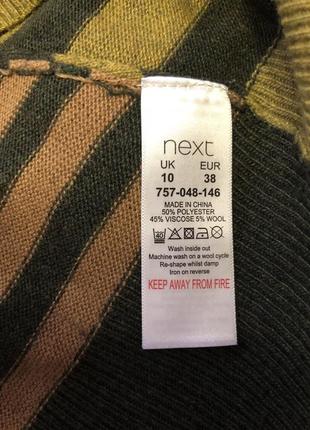 next
UK EUR
10 38
757-048-146
MADE IN CHINA
50% POLYESTER
45% VISCOSE 5% WOOL
40
Wash inside out
Machine wash on a wool cycle
Re-shape whilst damp
Iron on reverse
KEEP AWAY FROM FIRE